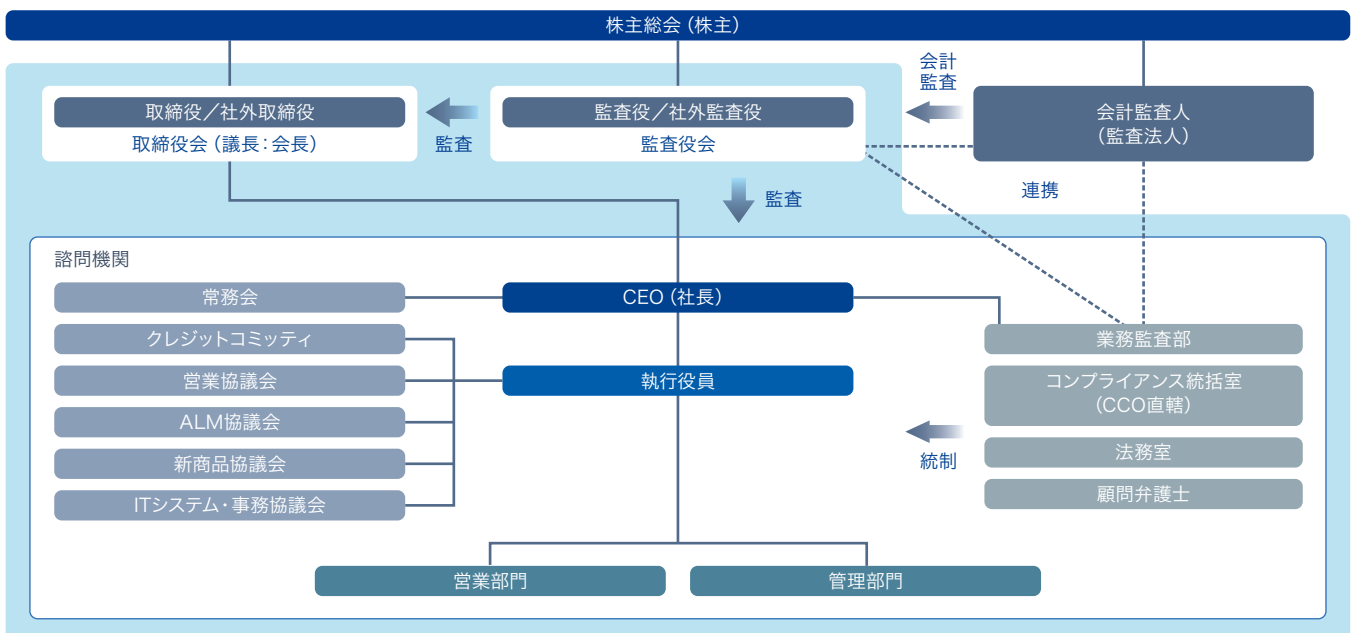 株主総会（株主）
会計
監査
取締役／社外取締役
取締役会（議長：会長）
監査
監査役／社外監査役
監査役会
会計監査人
（監査法人）
監査
連携
諮問機関
常務会
CEO（社長）
クレジットコミッティ
業務監査部
営業協議会
執行役員
コンプライアンス統括室
（CCO直轄）
ALM協議会
統制
法務室
新商品協議会
顧問弁護士
ITシステム・事務協議会
営業部門
管理部門